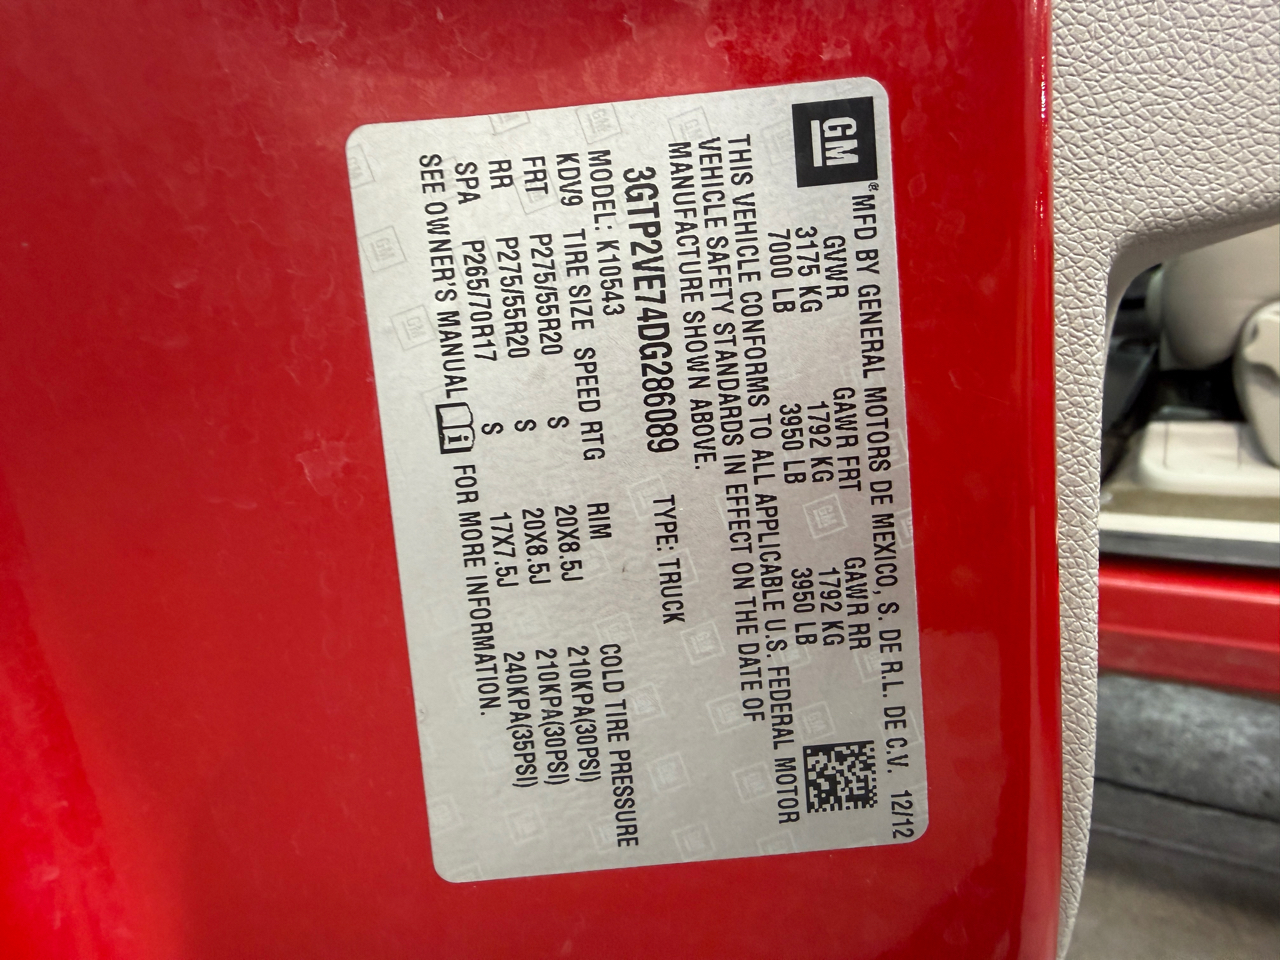 GM
® MFD BY GENERAL MOTORS DE MEXICO, S. DE R.L. DE C.V. 12/12
GVWR GAWR FRT GAWR RR
3175 KG 1792 KG 1792 KG
7000 LB 3950 LB 3950 LB
THIS VEHICLE CONFORMS TO ALL APPLICABLE U.S. FEDERAL MOTOR
VEHICLE SAFETY STANDARDS IN EFFECT ON THE DATE OF
MANUFACTURE SHOWN ABOVE.
3GTP2VE74DG286089 TYPE: TRUCK
MODEL: K10543
KDV9 TIRE SIZE SPEED RTG RIM COLD TIRE PRESSURE
FRT P275/55R20 S 20X8.5J 210KPA(30PSI)
RR P275/55R20 S 20X8.5J 210KPA(30PSI)
SPA P265/70R17 S 17X7.5J 240KPA(35PSI)
SEE OWNER'S MANUAL i FOR MORE INFORMATION.